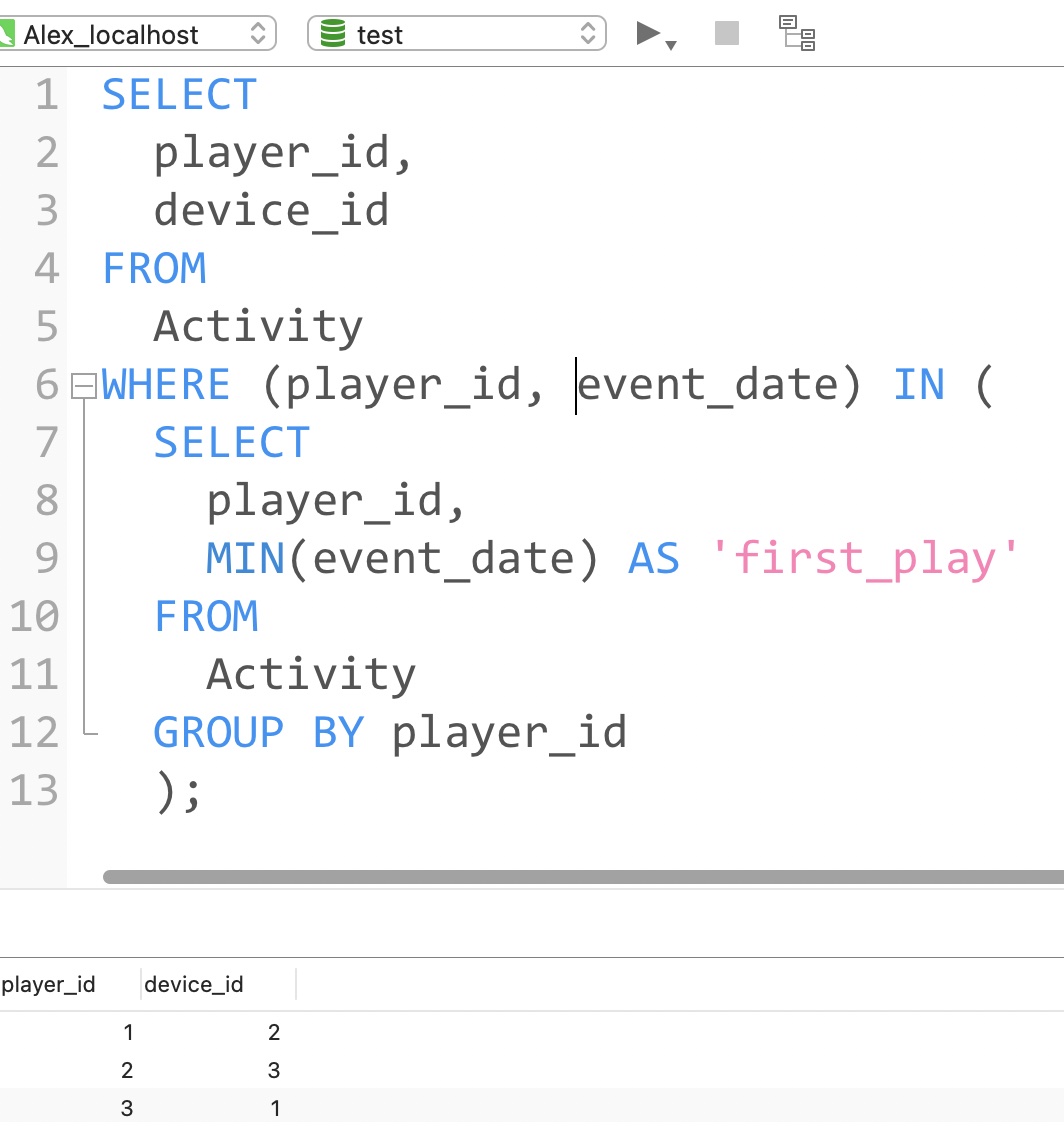 Alex_localhost test
1 SELECT
2 player_id,
3 device_id
4 FROM
5 Activity
6 WHERE (player_id, event_date) IN (
7 SELECT
8 player_id,
9 MIN(event_date) AS 'first_play'
10 FROM
11 Activity
12 GROUP BY player_id
13 );
player_id device_id
1 2
2 3
3 1